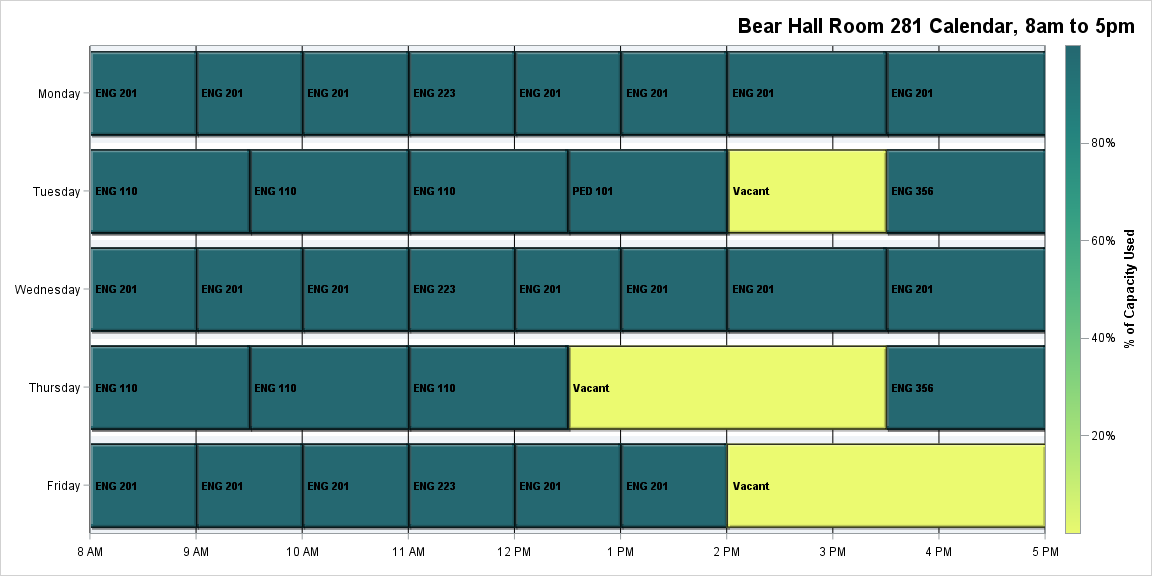 Bear Hall Room 281 Calendar, 8am to 5pm
Monday ENG 201 ENG 201 ENG 201 ENG 223 ENG 201 ENG 201 ENG 201 ENG 201
80%
Tuesday ENG 110 ENG 110 ENG 110 PED 101 Vacant ENG 356
60%
Wednesday ENG 201 ENG 201 ENG 201 ENG 223 ENG 201 ENG 201 ENG 201 ENG 201
% of Capacity Used
40%
Thursday ENG 110 ENG 110 ENG 110 Vacant ENG 356
20%
Friday ENG 201 ENG 201 ENG 201 ENG 223 ENG 201 ENG 201 Vacant
8 AM 9 AM 10 AM 11 AM 12 PM 1 PM 2 PM 3 PM 4 PM 5 PM